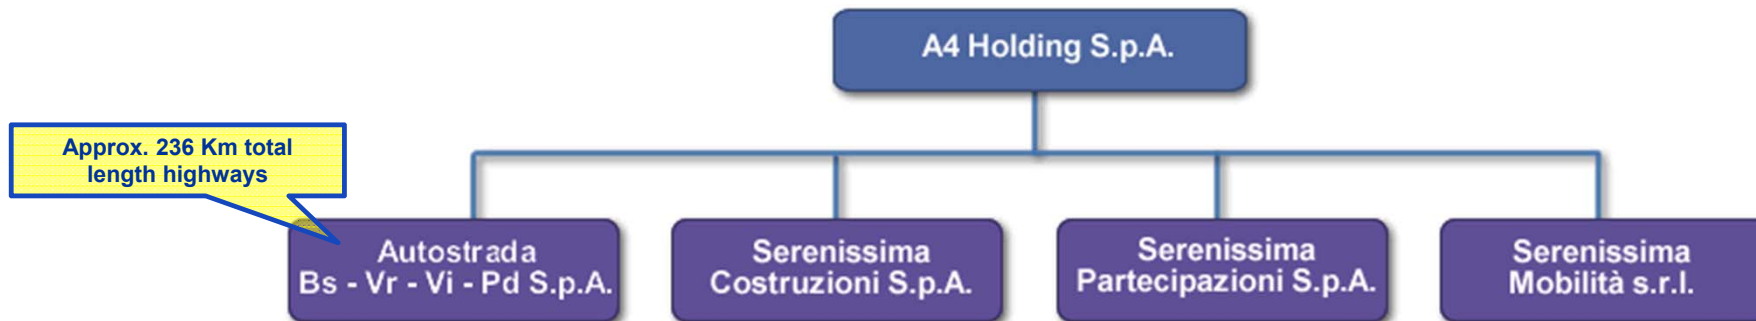 A4 Holding S.p.A.
Approx. 236 Km total
length highways
Autostrada
Bs - Vr - Vi - Pd S.p.A.
Serenissima
Costruzioni S.p.A.
Serenissima
Partecipazioni S.p.A.
Serenissima
Mobilità s.r.l.